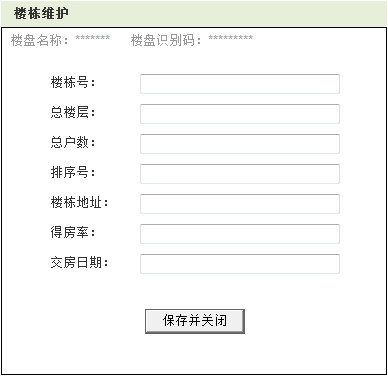 楼栋维护
楼盘名称：******* 楼盘识别码：*********
楼栋号：
总楼层：
总户数：
排序号：
楼栋地址：
得房率：
交房日期：
保存并关闭